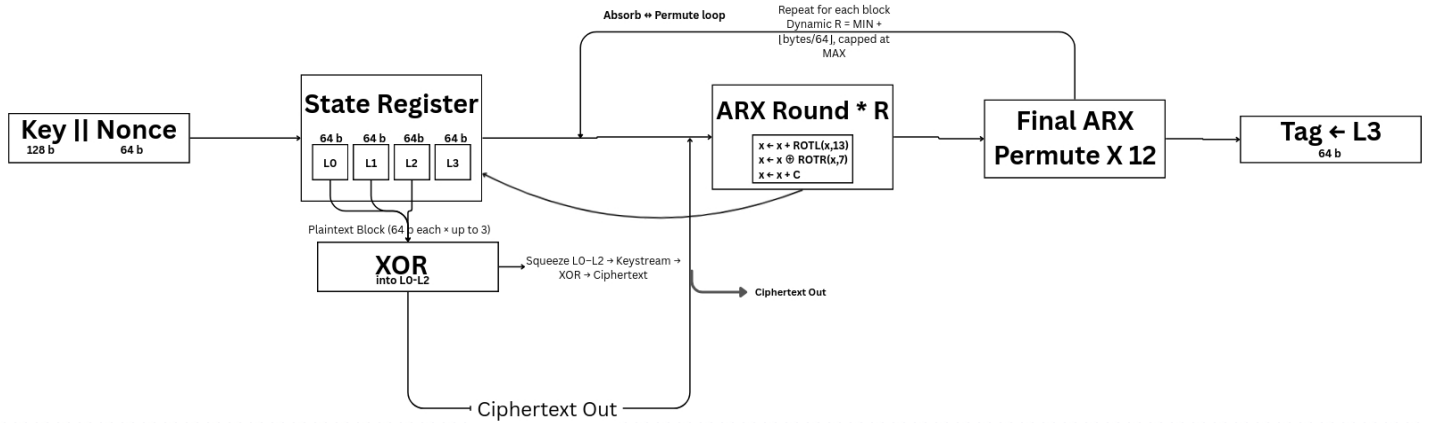 Absorb ↔ Permute loop
Repeat for each block
Dynamic R = MIN +
⌊bytes/64⌋, capped at
MAX
Key || Nonce
128 b 64 b
State Register
64 b 64 b 64b 64 b
L0 L1 L2 L3
ARX Round * R
x ← x + ROTL(x,13)
x ← x ⊕ ROTR(x,7)
x ← x + C
Final ARX
Permute X 12
Tag ← L3
64 b
Plaintext Block (64 b each × up to 3)
XOR
into L0-L2
Squeeze L0–L2 → Keystream →
XOR → Ciphertext
Ciphertext Out
Ciphertext Out